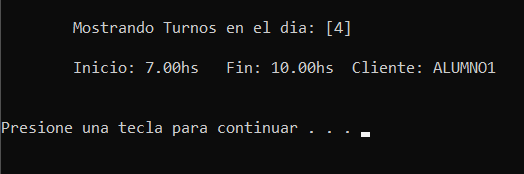 Mostrando Turnos en el dia: [4]
Inicio: 7.00hs Fin: 10.00hs Cliente: ALUMNO1
Presione una tecla para continuar . . .